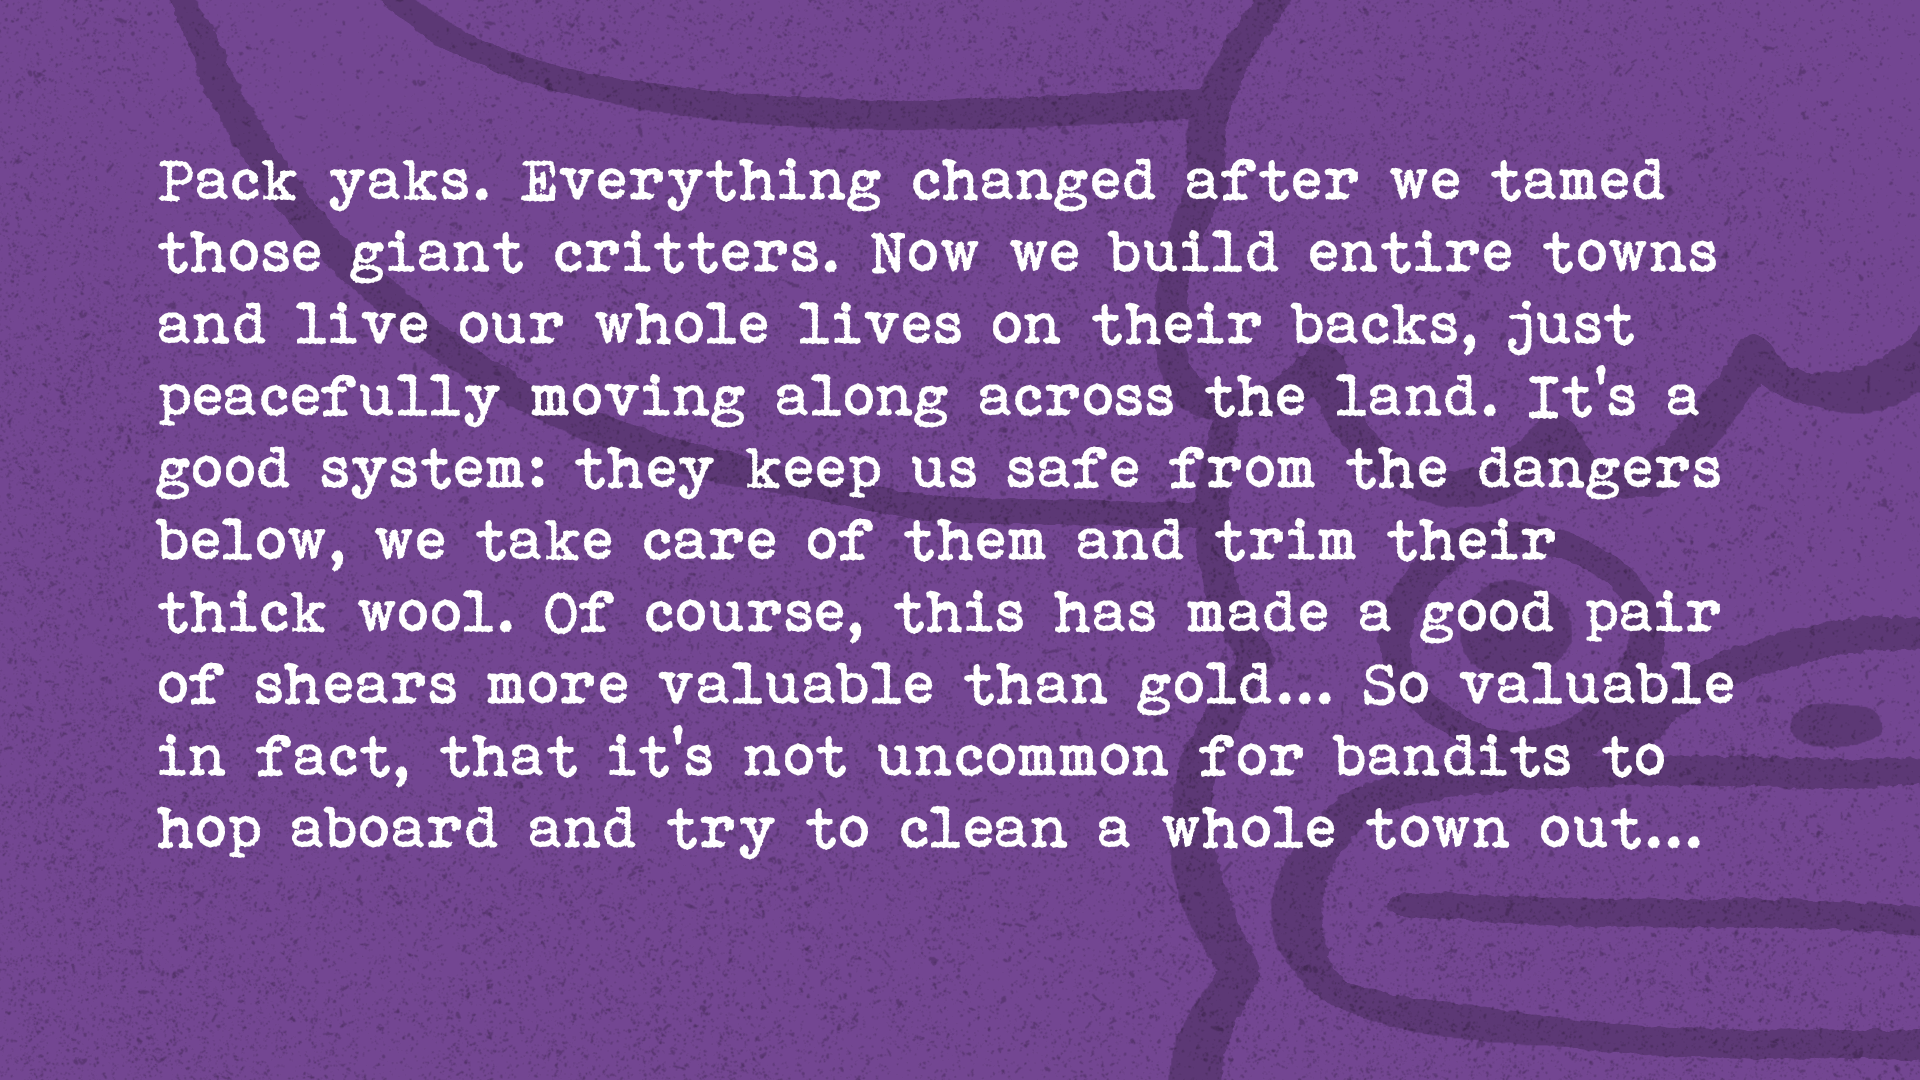 Pack yaks. Everything changed after we tamed
those giant critters. Now we build entire towns
and live our whole lives on their backs, just
peacefully moving along across the land. It's a
good system: they keep us safe from the dangers
below, we take care of them and trim their
thick wool. Of course, this has made a good pair
of shears more valuable than gold... So valuable
in fact, that it's not uncommon for bandits to
hop aboard and try to clean a whole town out...